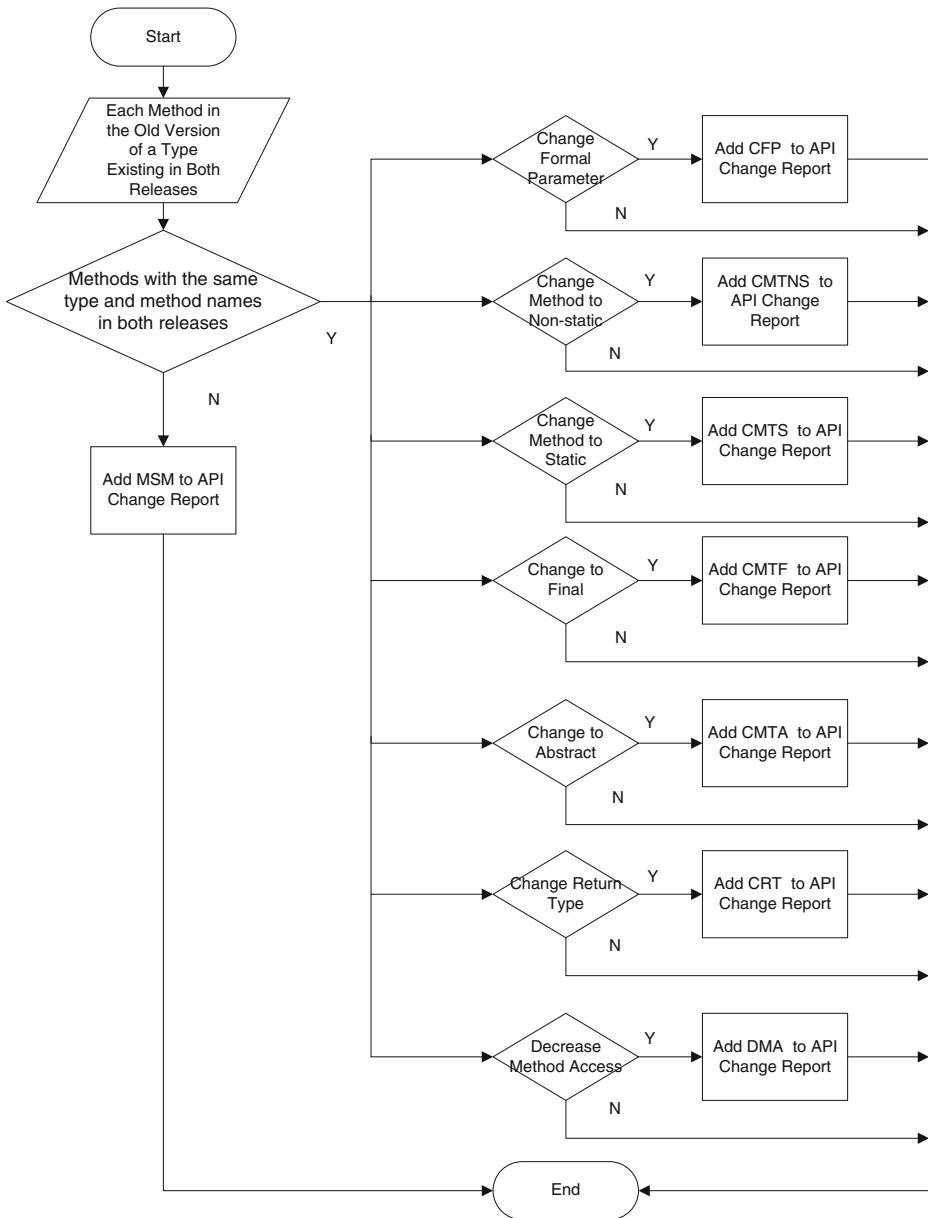 Start
Each Method in
the Old Version
of a Type
Existing in Both
Releases
Methods with the same
type and method names
in both releases
Y
N
Add MSM to API
Change Report
Change
Formal
Parameter
Y
N
Add CFP to API
Change Report
Change
Method to
Non-static
Y
N
Add CMTNS to
API Change
Report
Change
Method to
Static
Y
N
Add CMTS to API
Change Report
Change to
Final
Y
N
Add CMTF to API
Change Report
Change to
Abstract
Y
N
Add CMTA to API
Change Report
Change Return
Type
Y
N
Add CRT to API
Change Report
Decrease
Method Access
Y
N
Add DMA to API
Change Report
End